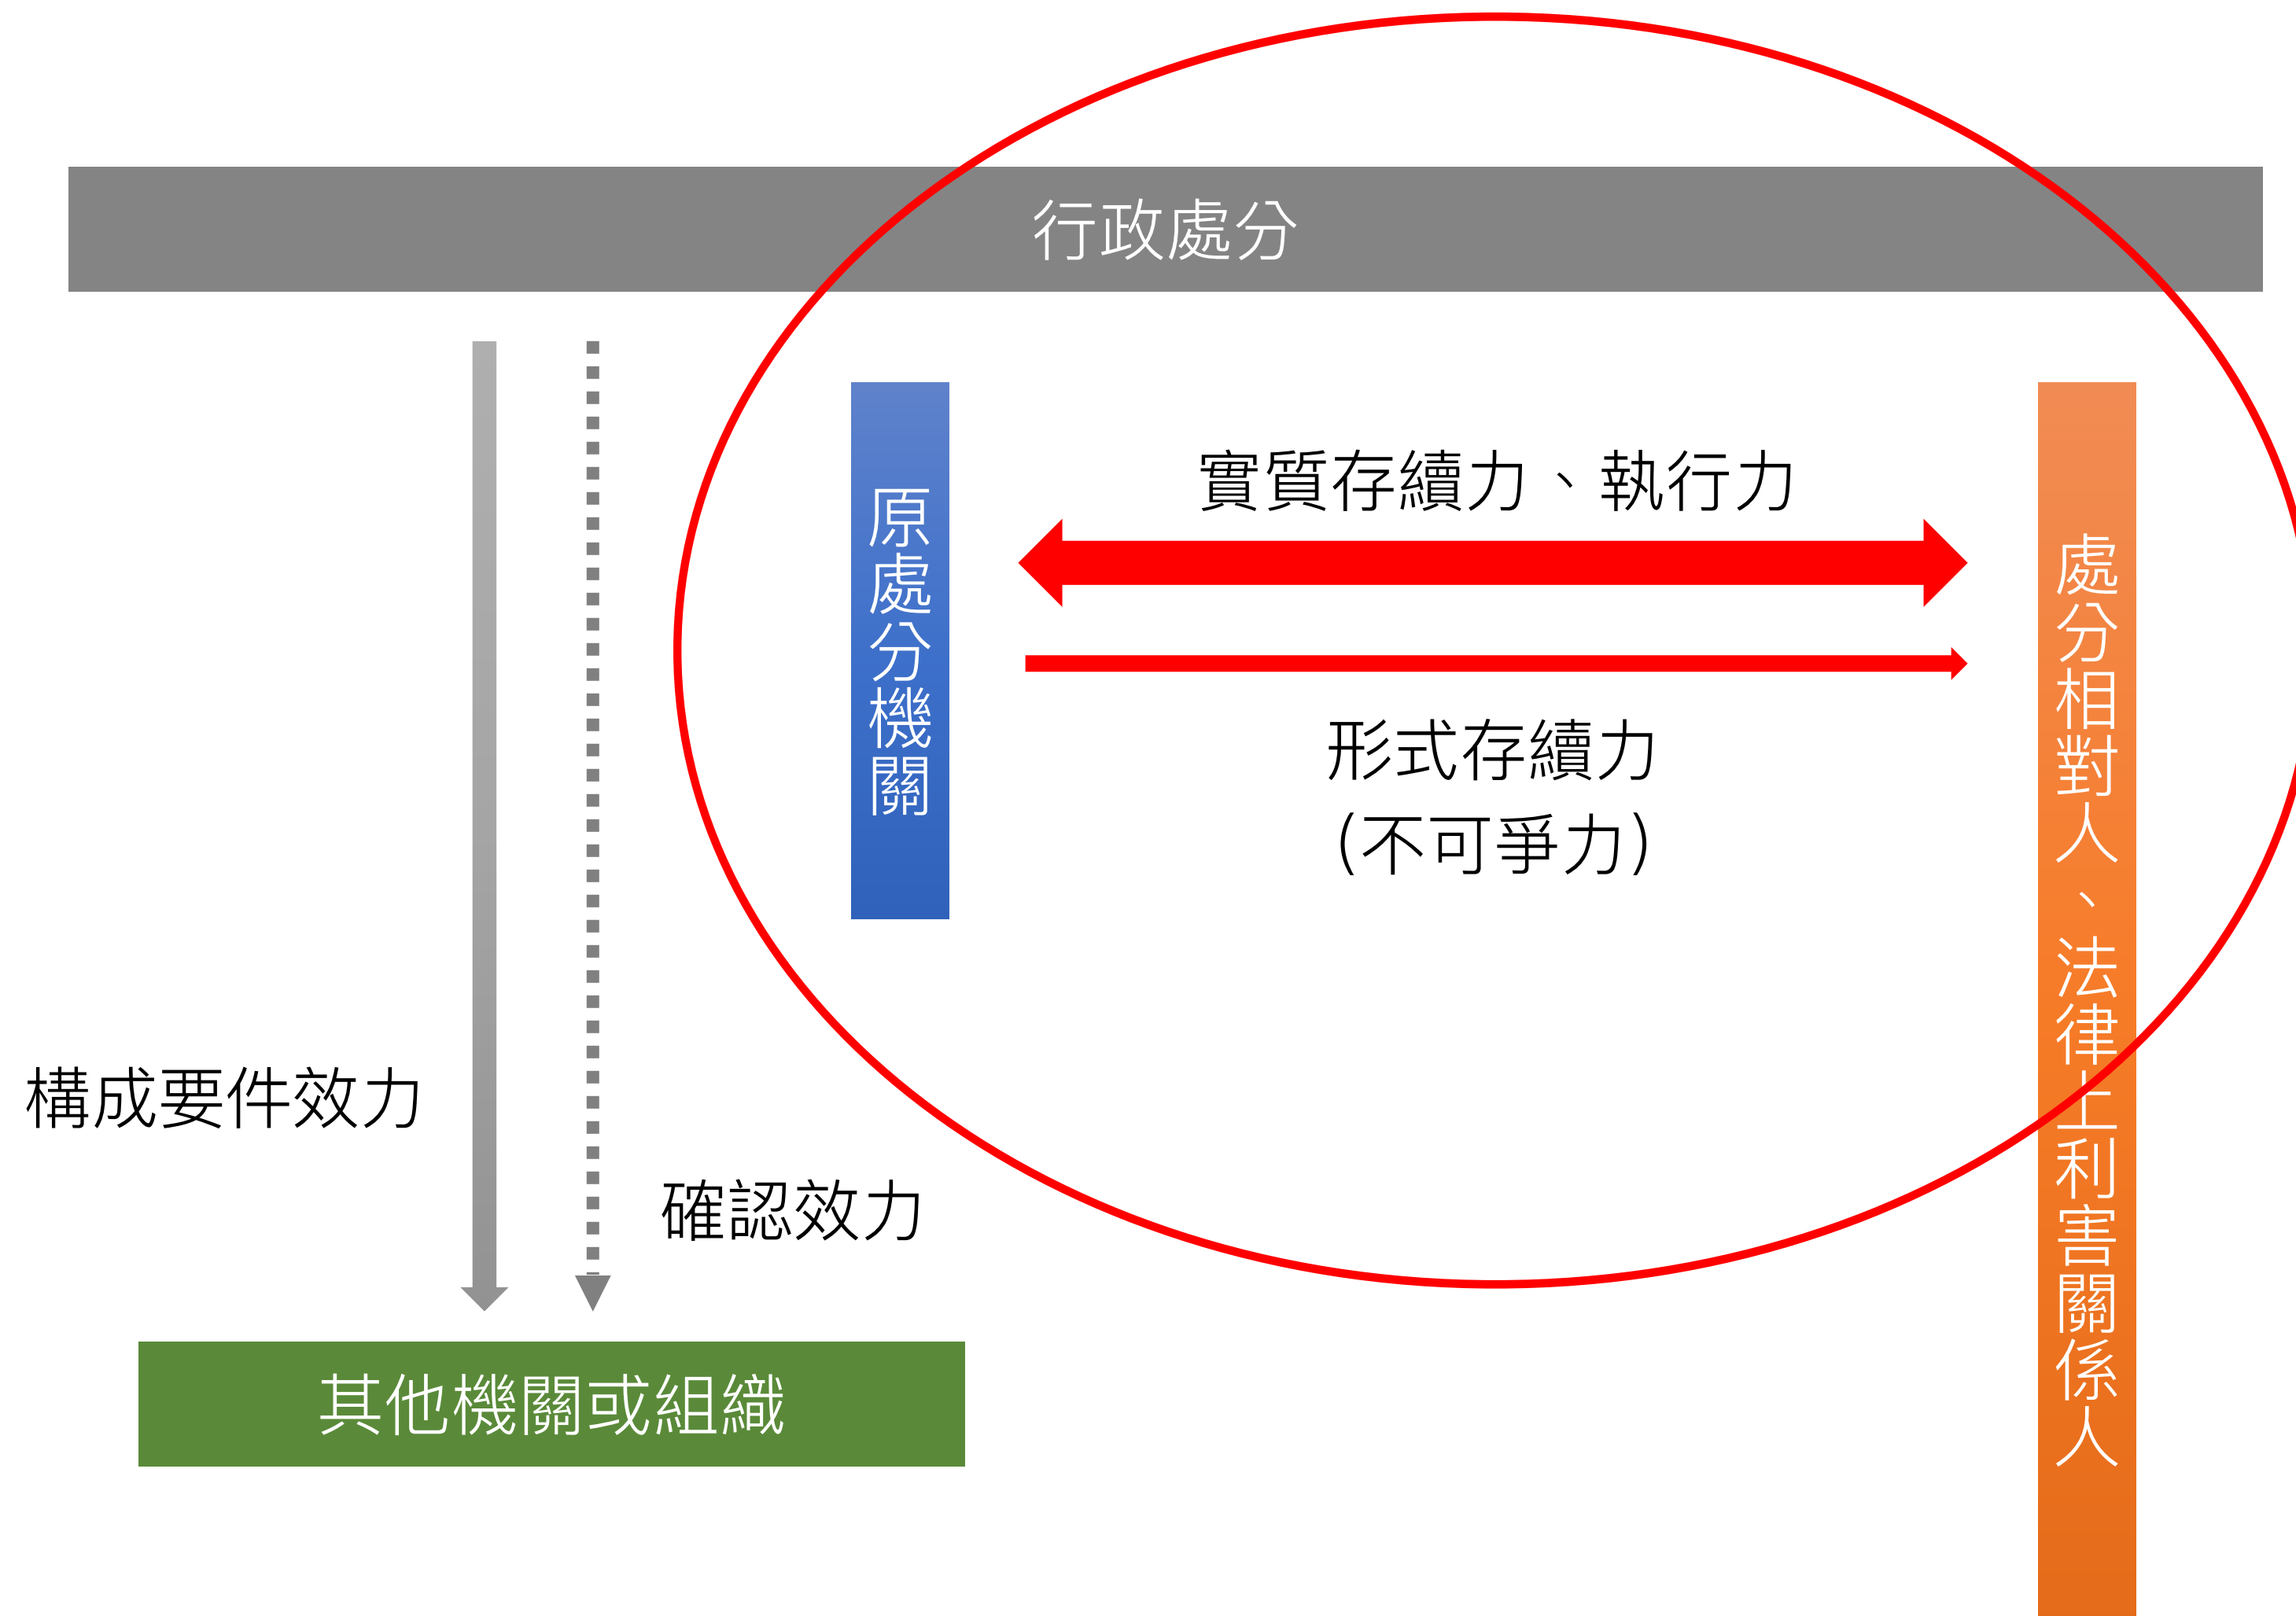 行政處分
原處分機關
實質存續力、執行力
形式存續力
(不可爭力)
處分相對人、法律上利害關係人
構成要件效力
確認效力
其他機關或組織